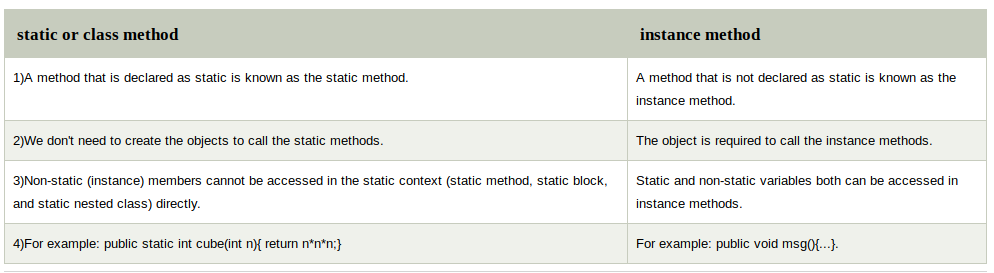 static or class method
instance method
1)A method that is declared as static is known as the static method.
A method that is not declared as static is known as the
instance method.
2)We don't need to create the objects to call the static methods.
The object is required to call the instance methods.
3)Non-static (instance) members cannot be accessed in the static context (static method, static block,
and static nested class) directly.
Static and non-static variables both can be accessed in
instance methods.
4)For example: public static int cube(int n){ return n*n*n;}
For example: public void msg(){...}.